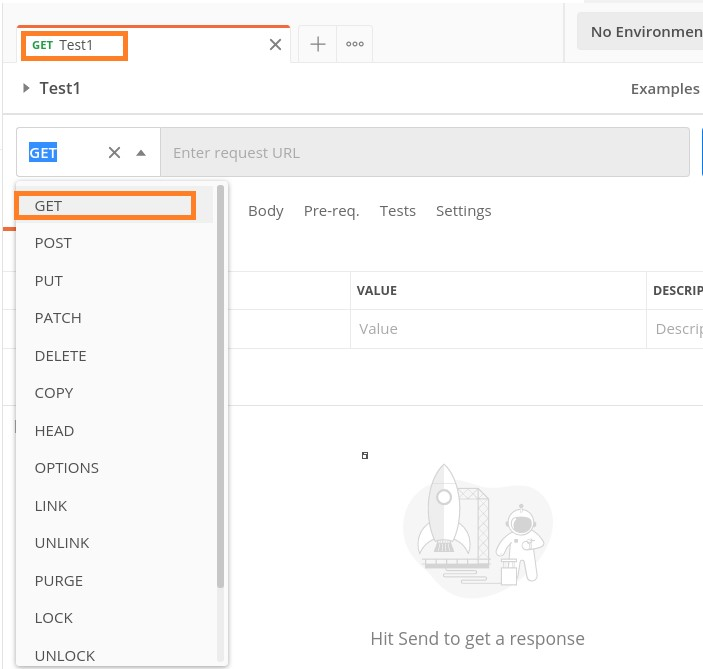 GET Test1
No Environmen
Test1
Examples
GET
Enter request URL
GET
POST
PUT
PATCH
DELETE
COPY
HEAD
OPTIONS
LINK
UNLINK
PURGE
LOCK
UNLOCK
Body Pre-req. Tests Settings
VALUE DESCRIP
Value Descrip
Hit Send to get a response